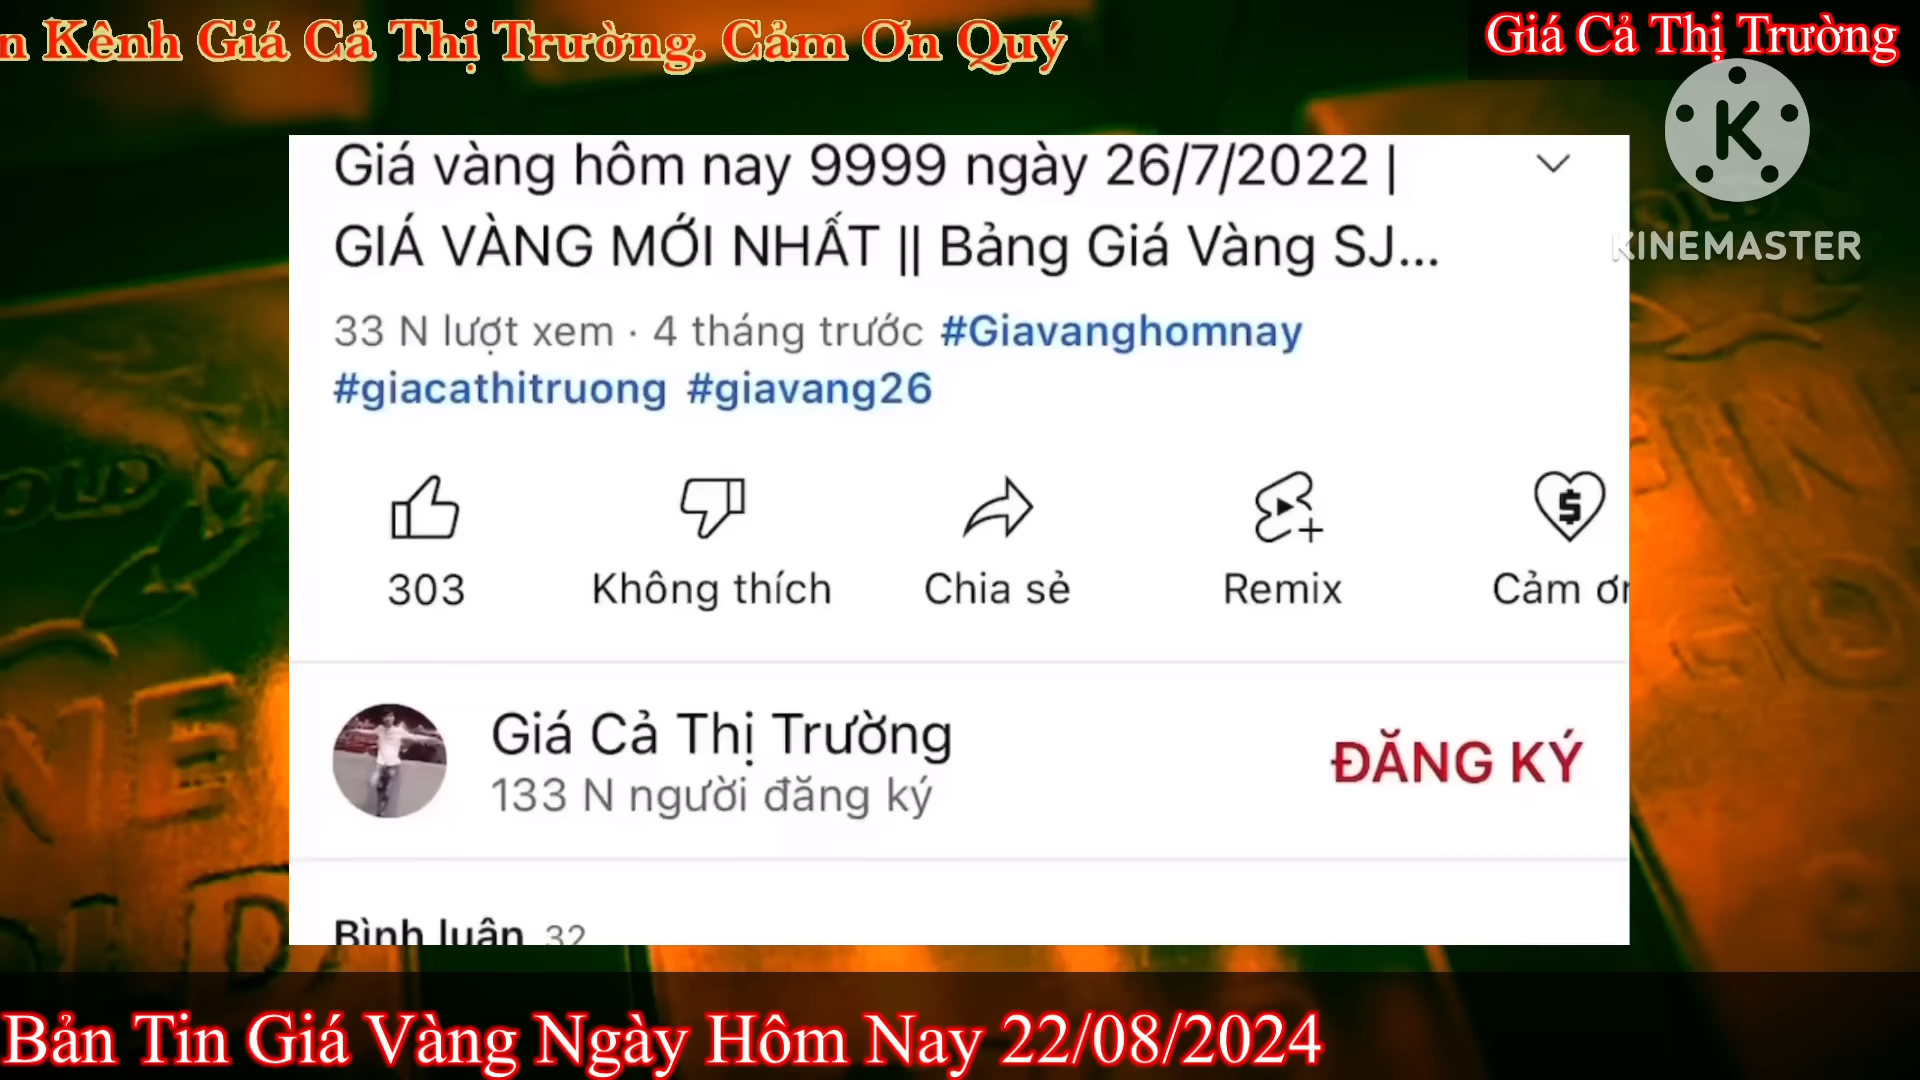 n Kênh Giá Cả Thị Trường. Cảm Ơn Quý
Giá Cả Thị Trường
K
KINEMASTER
Giá vàng hôm nay 9999 ngày 26/7/2022 |
GIÁ VÀNG MỚI NHẤT || Bảng Giá Vàng SJ...
33 N lượt xem · 4 tháng trước #Giavanghomnay
#giacathitruong #giavang26
303 Không thích Chia sẻ Remix Cảm ơn
Giá Cả Thị Trường
133 N người đăng ký
ĐĂNG KÝ
Bình luận 32
Bản Tin Giá Vàng Ngày Hôm Nay 22/08/2024